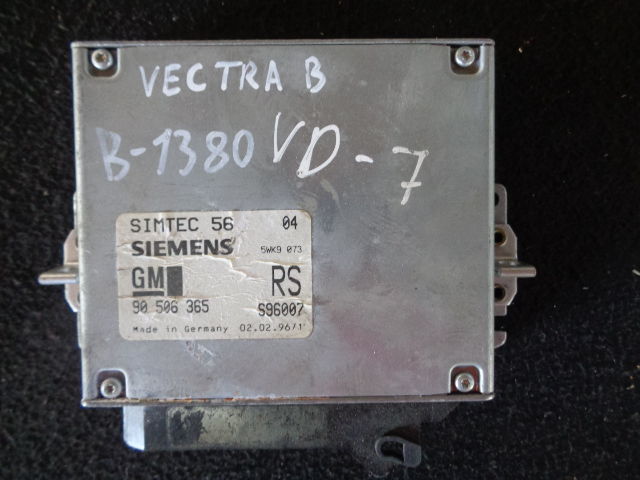 VECTRA B
B-1380 VD-7
SIMTEC 56 04
SIEMENS 5WK9 073
GM RS
90 506 365 S96007
Made in Germany 02.02.96/1